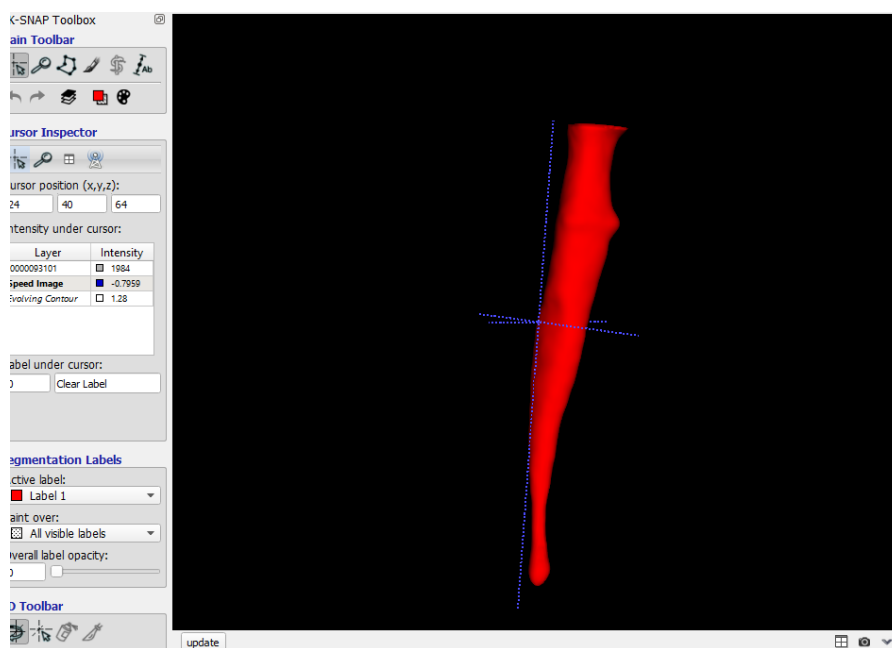 K-SNAP Toolbox
ain Toolbar
Ab
ursor Inspector
ursor position (x,y,z):
24 40 64
ntensity under cursor:
Layer Intensity
0000093101 1984
Speed Image -0.7959
Evolving Contour 1.28
abel under cursor:
0 Clear Label
egmentation Labels
ctive label:
Label 1
aint over:
All visible labels
verall label opacity:
D Toolbar
update